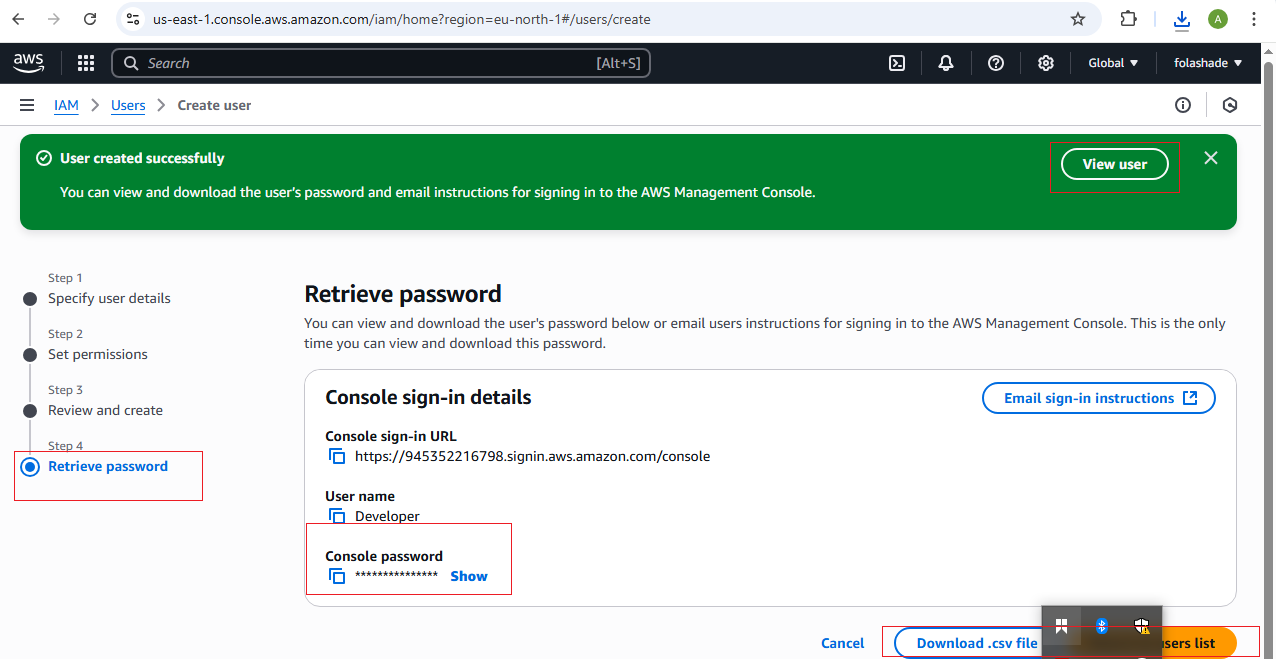 us-east-1.console.aws.amazon.com/iam/home?region=eu-north-1#/users/create
A
aws
Search
[Alt+S]
Global
folashade
IAM
Users
Create user
User created successfully
View user
You can view and download the user's password and email instructions for signing in to the AWS Management Console.
Step 1
Specify user details
Step 2
Set permissions
Step 3
Review and create
Step 4
Retrieve password
Retrieve password
You can view and download the user's password below or email users instructions for signing in to the AWS Management Console. This is the only
time you can view and download this password.
Console sign-in details
Email sign-in instructions
Console sign-in URL
https://945352216798.signin.aws.amazon.com/console
User name
Developer
Console password
***************
Show
Cancel
Download .csv file
list